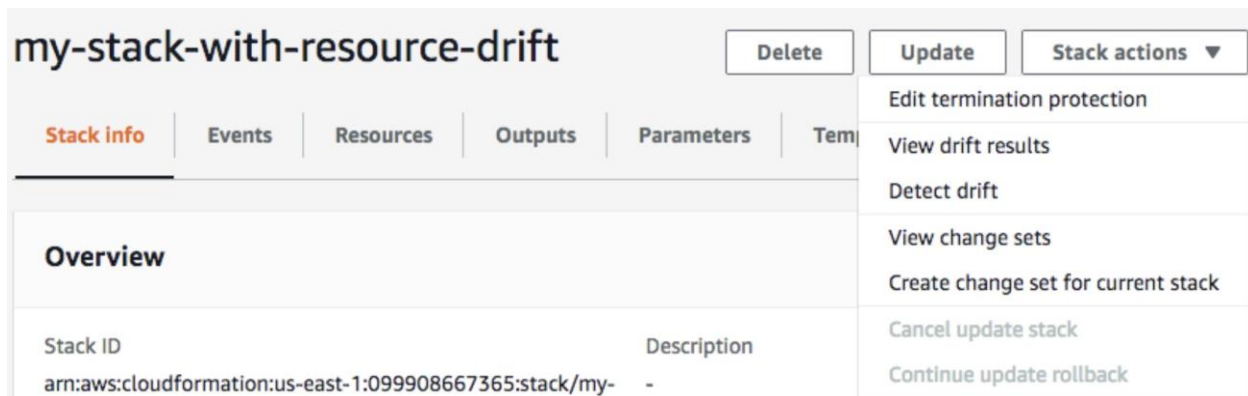 my-stack-with-resource-drift
Delete
Update
Stack actions
Edit termination protection
View drift results
Detect drift
View change sets
Create change set for current stack
Cancel update stack
Continue update rollback
Stack info
Events
Resources
Outputs
Parameters
Overview
Stack ID
Description
arn:aws:cloudformation:us-east-1:099908667365:stack/my-
-